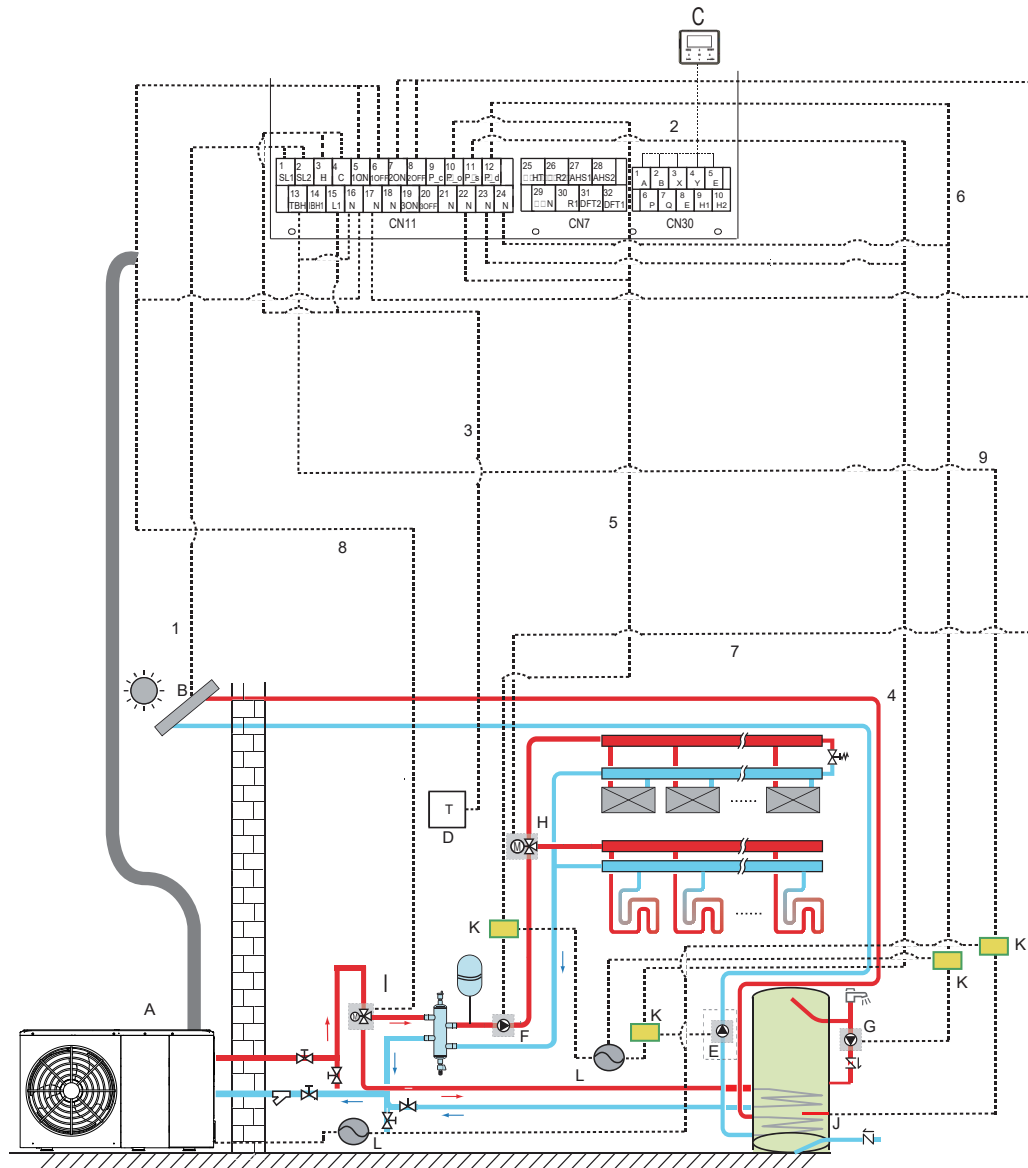 C
2
1 2 3 4 5 6 7 8 9 10 11 12
SL1 SL2 H C 1ON 1OFF 2ON 2OFF P_c P_o P_s P_d
13 14 15 16 17 18 19 20 21 22 23 24
TBH IBH1 L1 N N N 3ON 3OFF N N N N
CN11
25 26 27 28
HT R2 AHS1 AHS2
29 30 31 32
N R1 DFT2 DFT1
CN7
1 2 3 4 5
A B X Y E
6 7 8 9 10
P Q E H1 H2
CN30
6
3
9
5
8
1
7
B
4
T
D
H
M
K
K
K
I
A
M
F
K
E
G
L
J
L
N